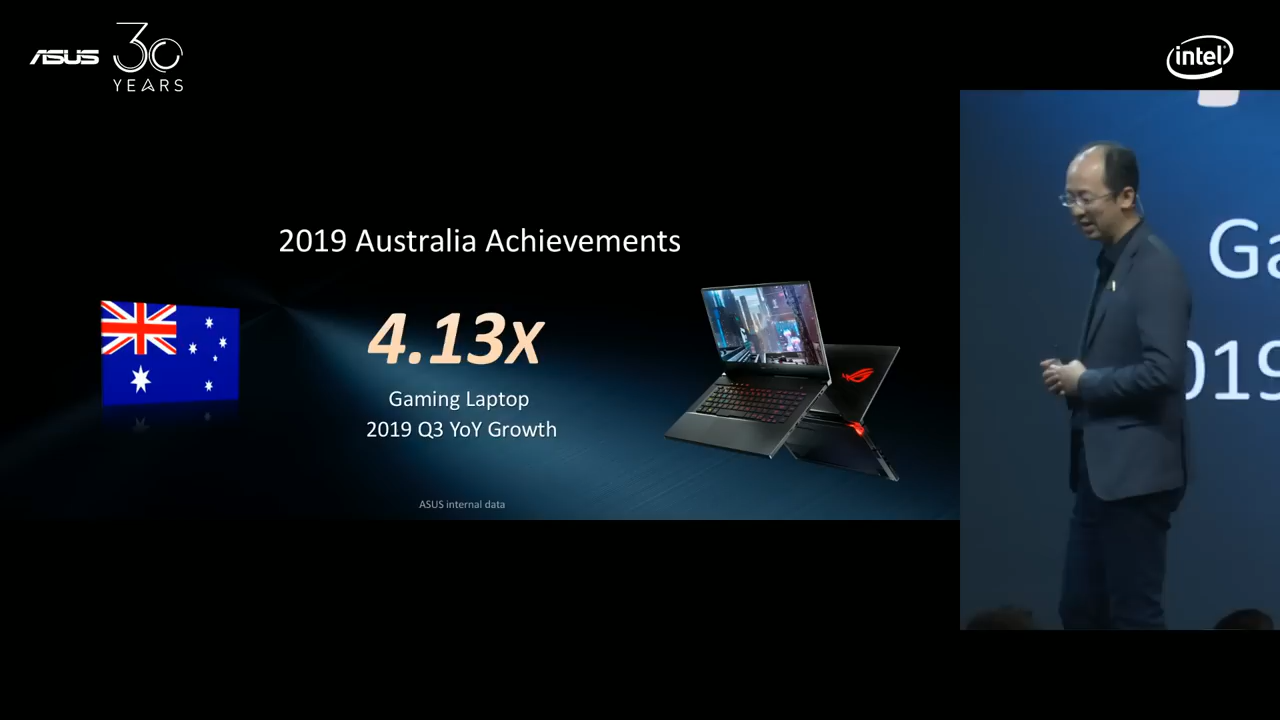 ASUS
30
YEARS
intel
2019 Australia Achievements
4.13x
Gaming Laptop
2019 Q3 YoY Growth
ASUS internal data
Ga
019